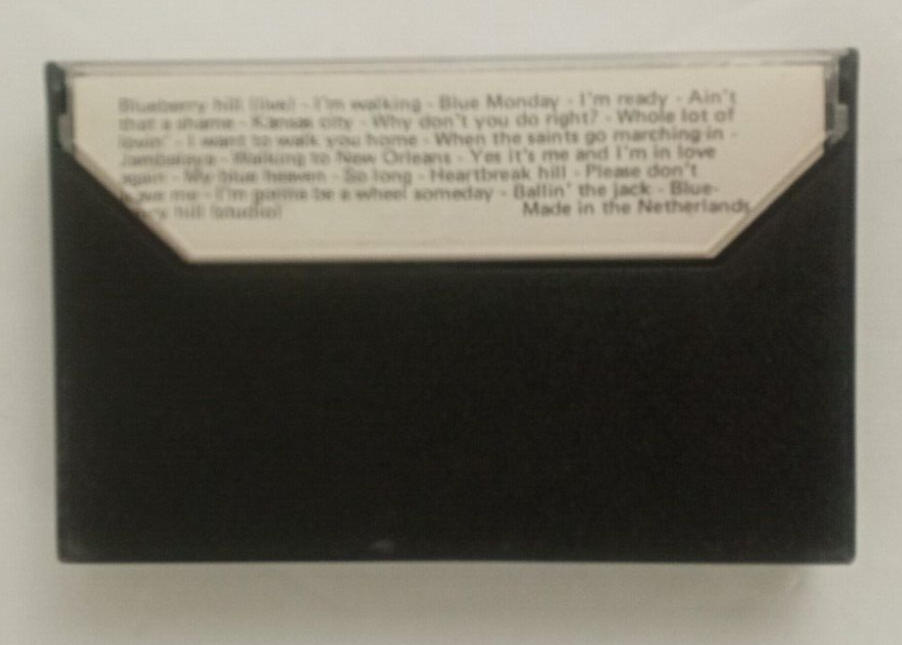 Blueberry hill (live) - I'm walking - Blue Monday - I'm ready - Ain't
that a shame - Kansas city - Why don't you do right? - Whole lot of
lovin' - I want to walk you home - When the saints go marching in -
Jambalaya - Walking to New Orleans - Yes it's me and I'm in love
again - My blue heaven - So long - Heartbreak hill - Please don't
leave me - I'm gonna be a wheel someday - Ballin' the jack - Blue-
berry hill (studio) Made in the Netherlands